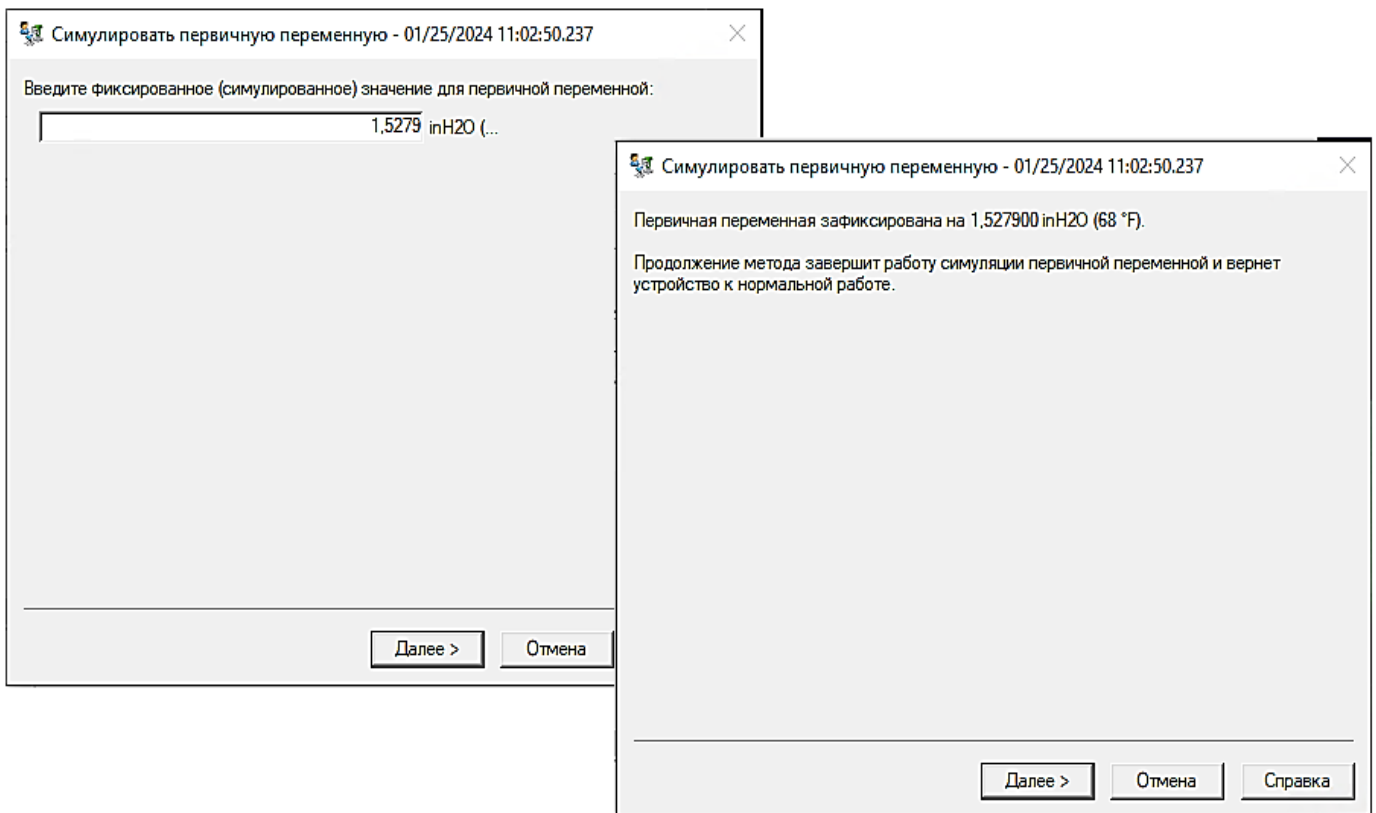 Симулировать первичную переменную - 01/25/2024 11:02:50.237
Введите фиксированное (симулированное) значение для первичной переменной:
1,5279 inH2O (...
Далее >
Отмена
Симулировать первичную переменную - 01/25/2024 11:02:50.237
Первичная переменная зафиксирована на 1,527900 inH2O (68 °F).
Продолжение метода завершит работу симуляции первичной переменной и вернет
устройство к нормальной работе.
Далее >
Отмена
Справка